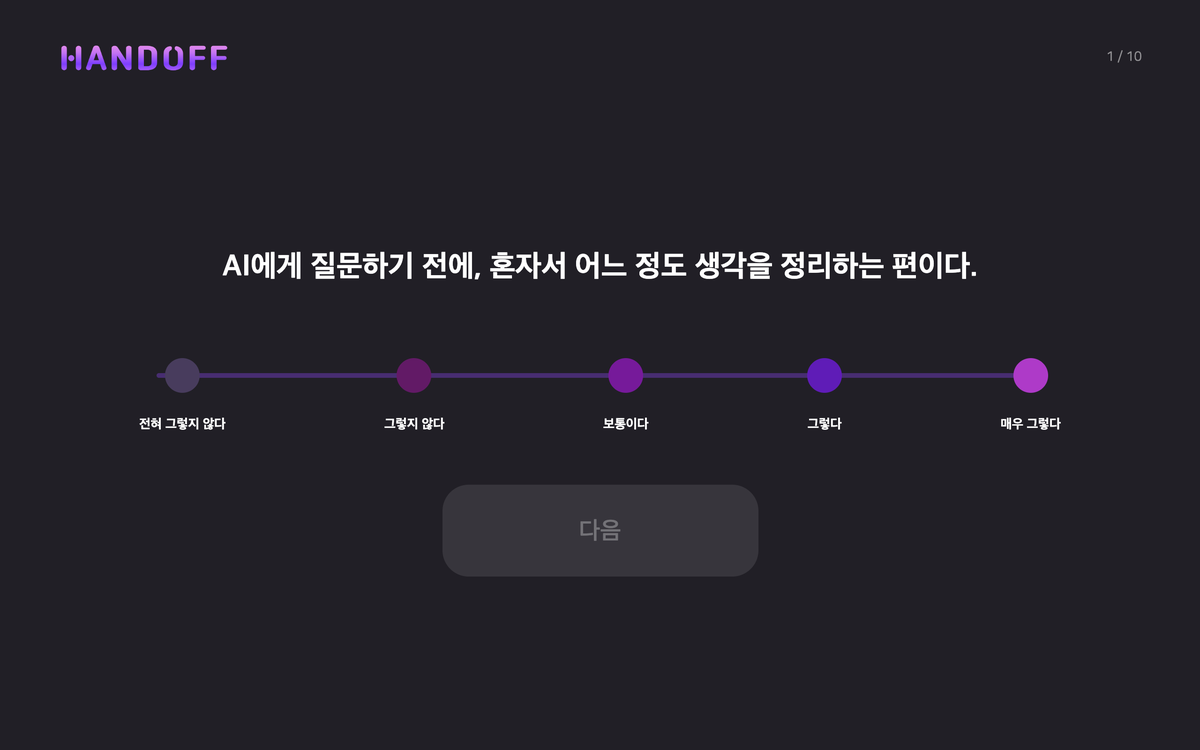 HANDOFF
1 / 10
AI에게 질문하기 전에, 혼자서 어느 정도 생각을 정리하는 편이다.
전혀 그렇지 않다
그렇지 않다
보통이다
그렇다
매우 그렇다
다음